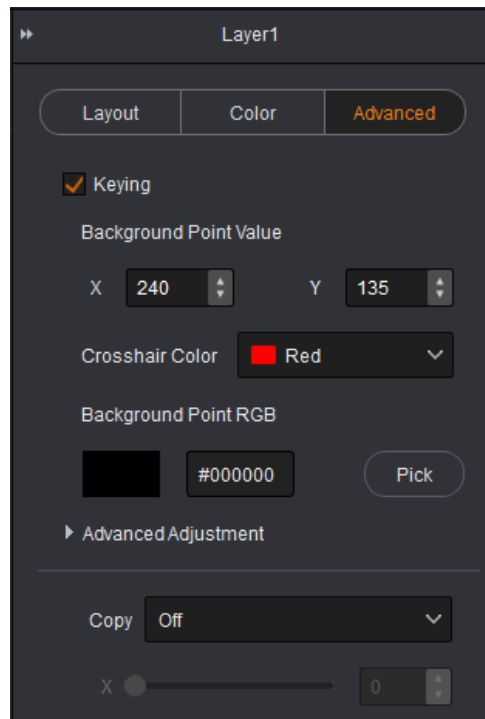 Layer1
Layout Color Advanced
Keying
Background Point Value
X 240 Y 135
Crosshair Color Red
Background Point RGB
#000000 Pick
Advanced Adjustment
Copy Off
X 0